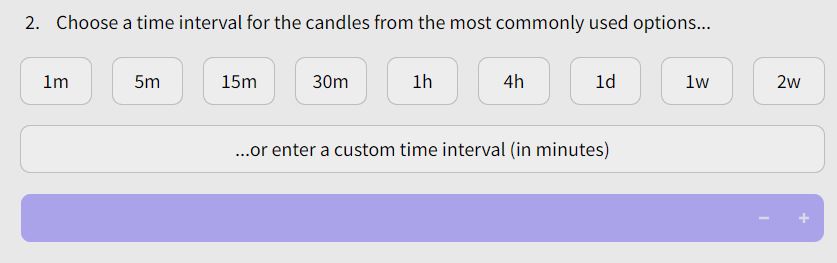 2. Choose a time interval for the candles from the most commonly used options...
1m 5m 15m 30m 1h 4h 1d 1w 2w
...or enter a custom time interval (in minutes)
− +